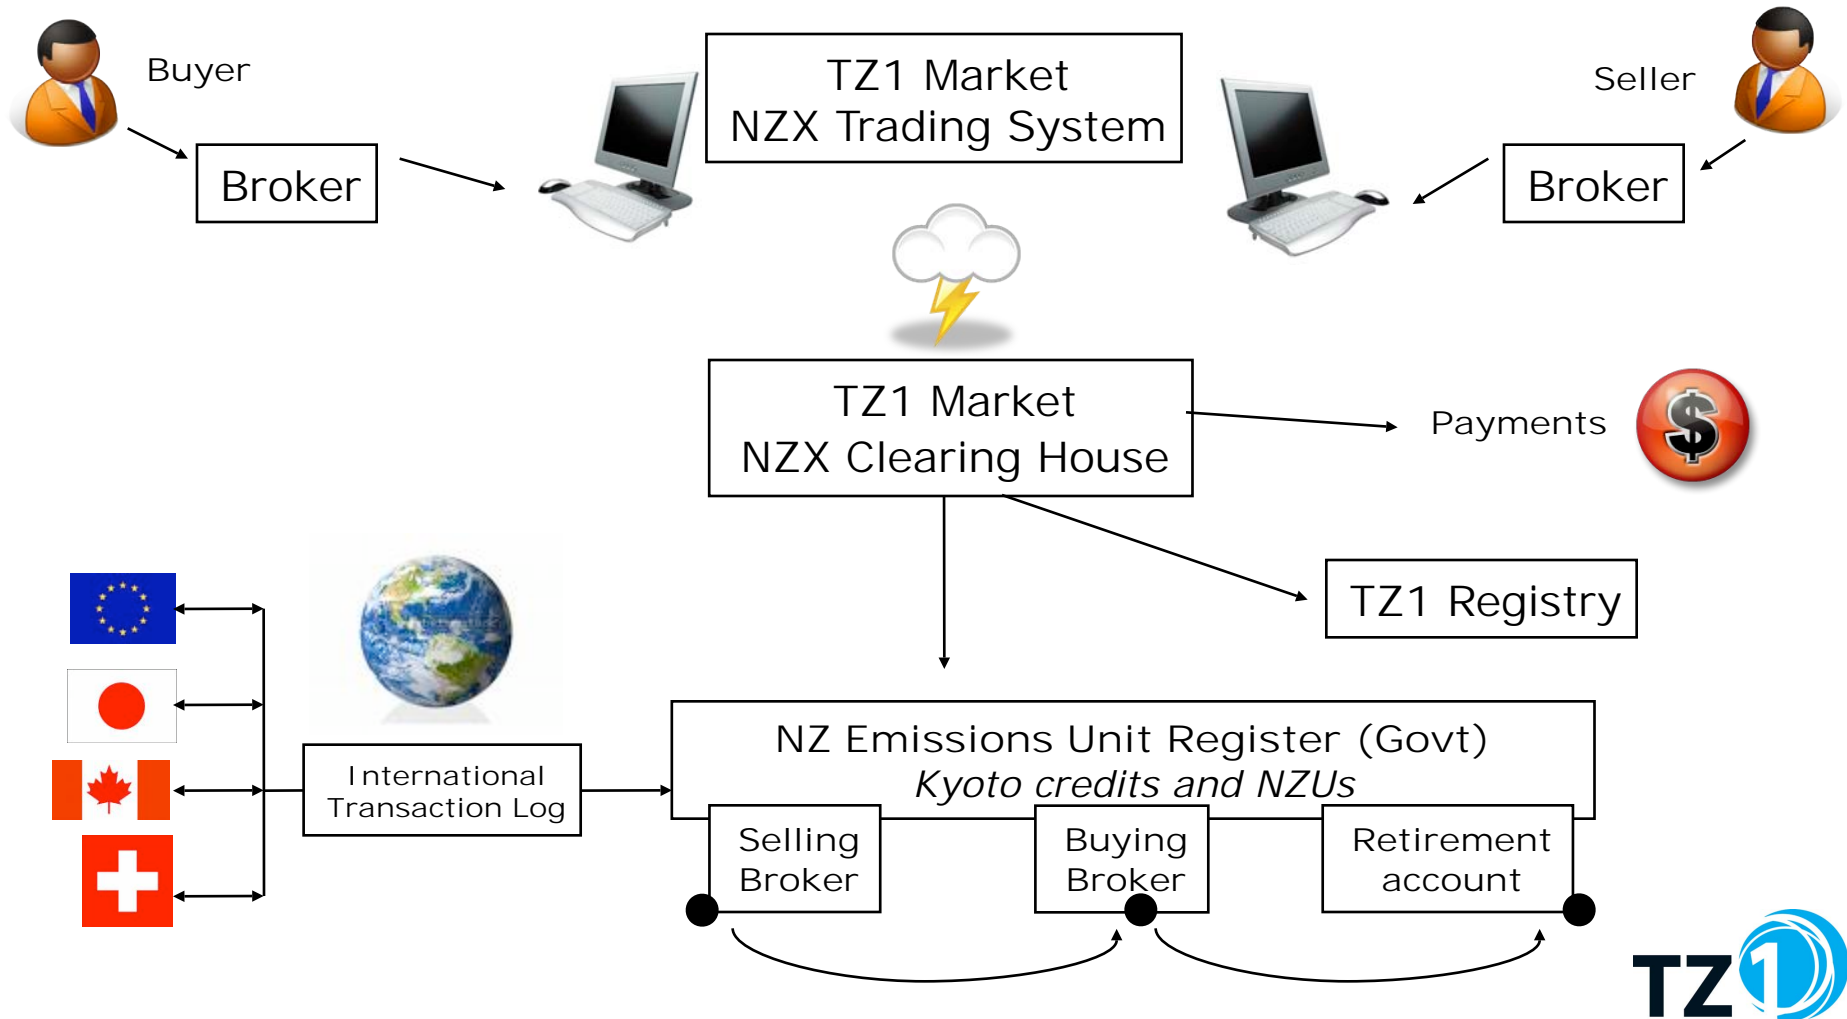 Buyer
TZ1 Market
NZX Trading System
Seller
Broker
Broker
TZ1 Market
NZX Clearing House
Payments
$
TZ1 Registry
NZ Emissions Unit Register (Govt)
Kyoto credits and NZUs
International
Transaction Log
Selling
Broker
Buying
Broker
Retirement
account
TZ1